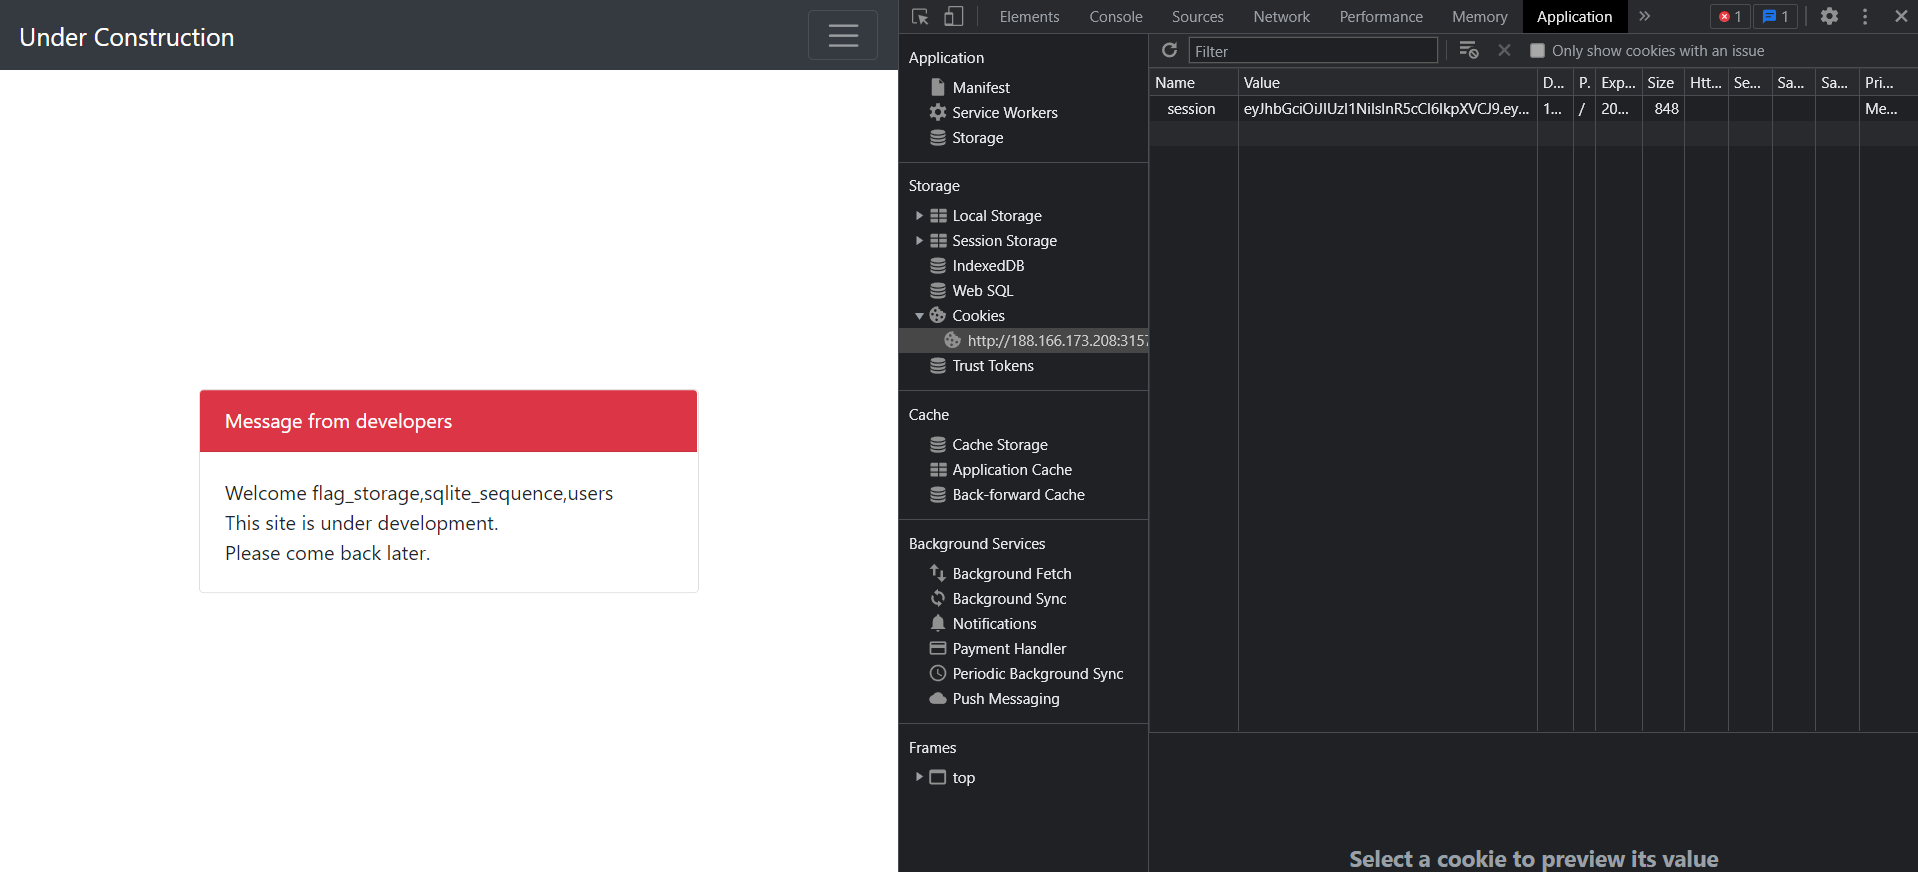 Under Construction
Message from developers
Welcome flag_storage,sqlite_sequence,users
This site is under development.
Please come back later.
Elements Console Sources Network Performance Memory Application » 1 1
Application
Manifest
Service Workers
Storage
Storage
Local Storage
Session Storage
IndexedDB
Web SQL
Cookies
http://188.166.173.208:3157
Trust Tokens
Cache
Cache Storage
Application Cache
Back-forward Cache
Background Services
Background Fetch
Background Sync
Notifications
Payment Handler
Periodic Background Sync
Push Messaging
Frames
top
Filter Only show cookies with an issue
Name Value D... P. Exp... Size Htt... Se... Sa... Sa... Pri...
session eyJhbGciOiJIUzI1NiIsInR5cCI6IkpXVCJ9.ey... 1... / 20... 848 Me...
Select a cookie to preview its value